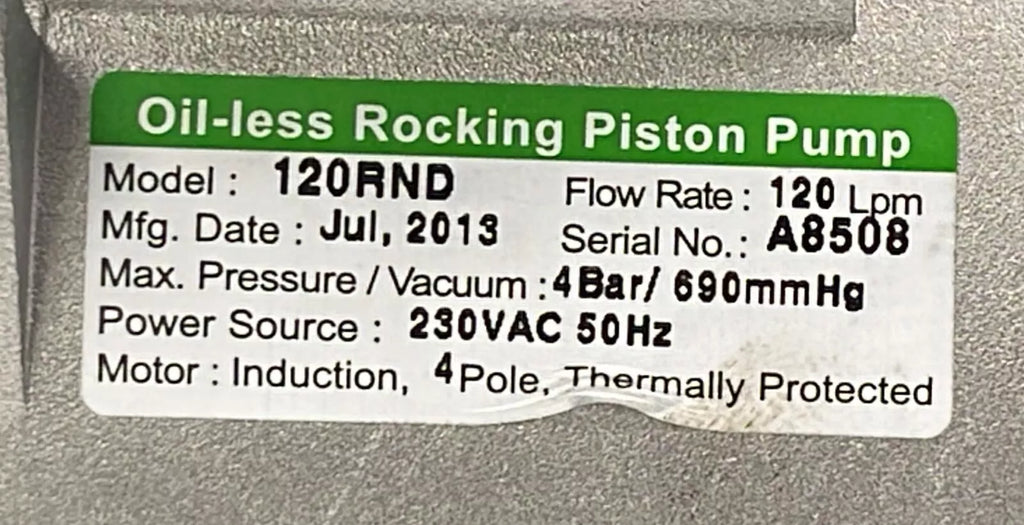 Oil-less Rocking Piston Pump
Model : 120RND Flow Rate : 120 Lpm
Mfg. Date : Jul, 2013 Serial No. : A8508
Max. Pressure / Vacuum : 4Bar/ 690mmHg
Power Source : 230VAC 50Hz
Motor : Induction, 4Pole, Thermally Protected